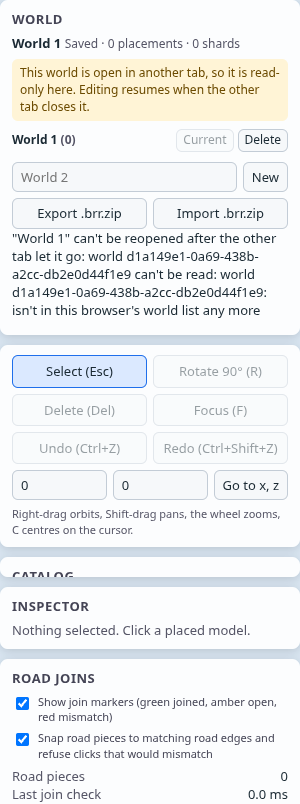 WORLD
World 1 Saved · 0 placements · 0 shards
This world is open in another tab, so it is read-
only here. Editing resumes when the other
tab closes it.
World 1 (0)
Current
Delete
World 2
New
Export .brr.zip
Import .brr.zip
"World 1" can't be reopened after the other
tab let it go: world d1a149e1-0a69-438b-
a2cc-db2e0d44f1e9 can't be read: world
d1a149e1-0a69-438b-a2cc-db2e0d44f1e9:
isn't in this browser's world list any more
Select (Esc)
Rotate 90° (R)
Delete (Del)
Focus (F)
Undo (Ctrl+Z)
Redo (Ctrl+Shift+Z)
0
0
Go to x, z
Right-drag orbits, Shift-drag pans, the wheel zooms,
C centres on the cursor.
CATALOG
INSPECTOR
Nothing selected. Click a placed model.
ROAD JOINS
Show join markers (green joined, amber open,
red mismatch)
Snap road pieces to matching road edges and
refuse clicks that would mismatch
Road pieces 0
Last join check 0.0 ms